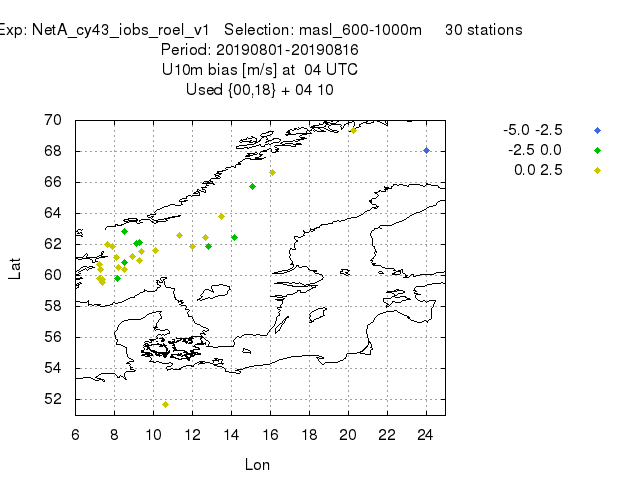 Exp: NetA_cy43_iobs_roel_v1   Selection: masl_600-1000m     30 stations
Period: 20190801-20190816
U10m bias [m/s] at  04 UTC
Used {00,18} + 04 10
-5.0 -2.5
-2.5 0.0
0.0 2.5
70
68
66
64
62
60
58
56
54
52
Lat
6 8 10 12 14 16 18 20 22 24
Lon